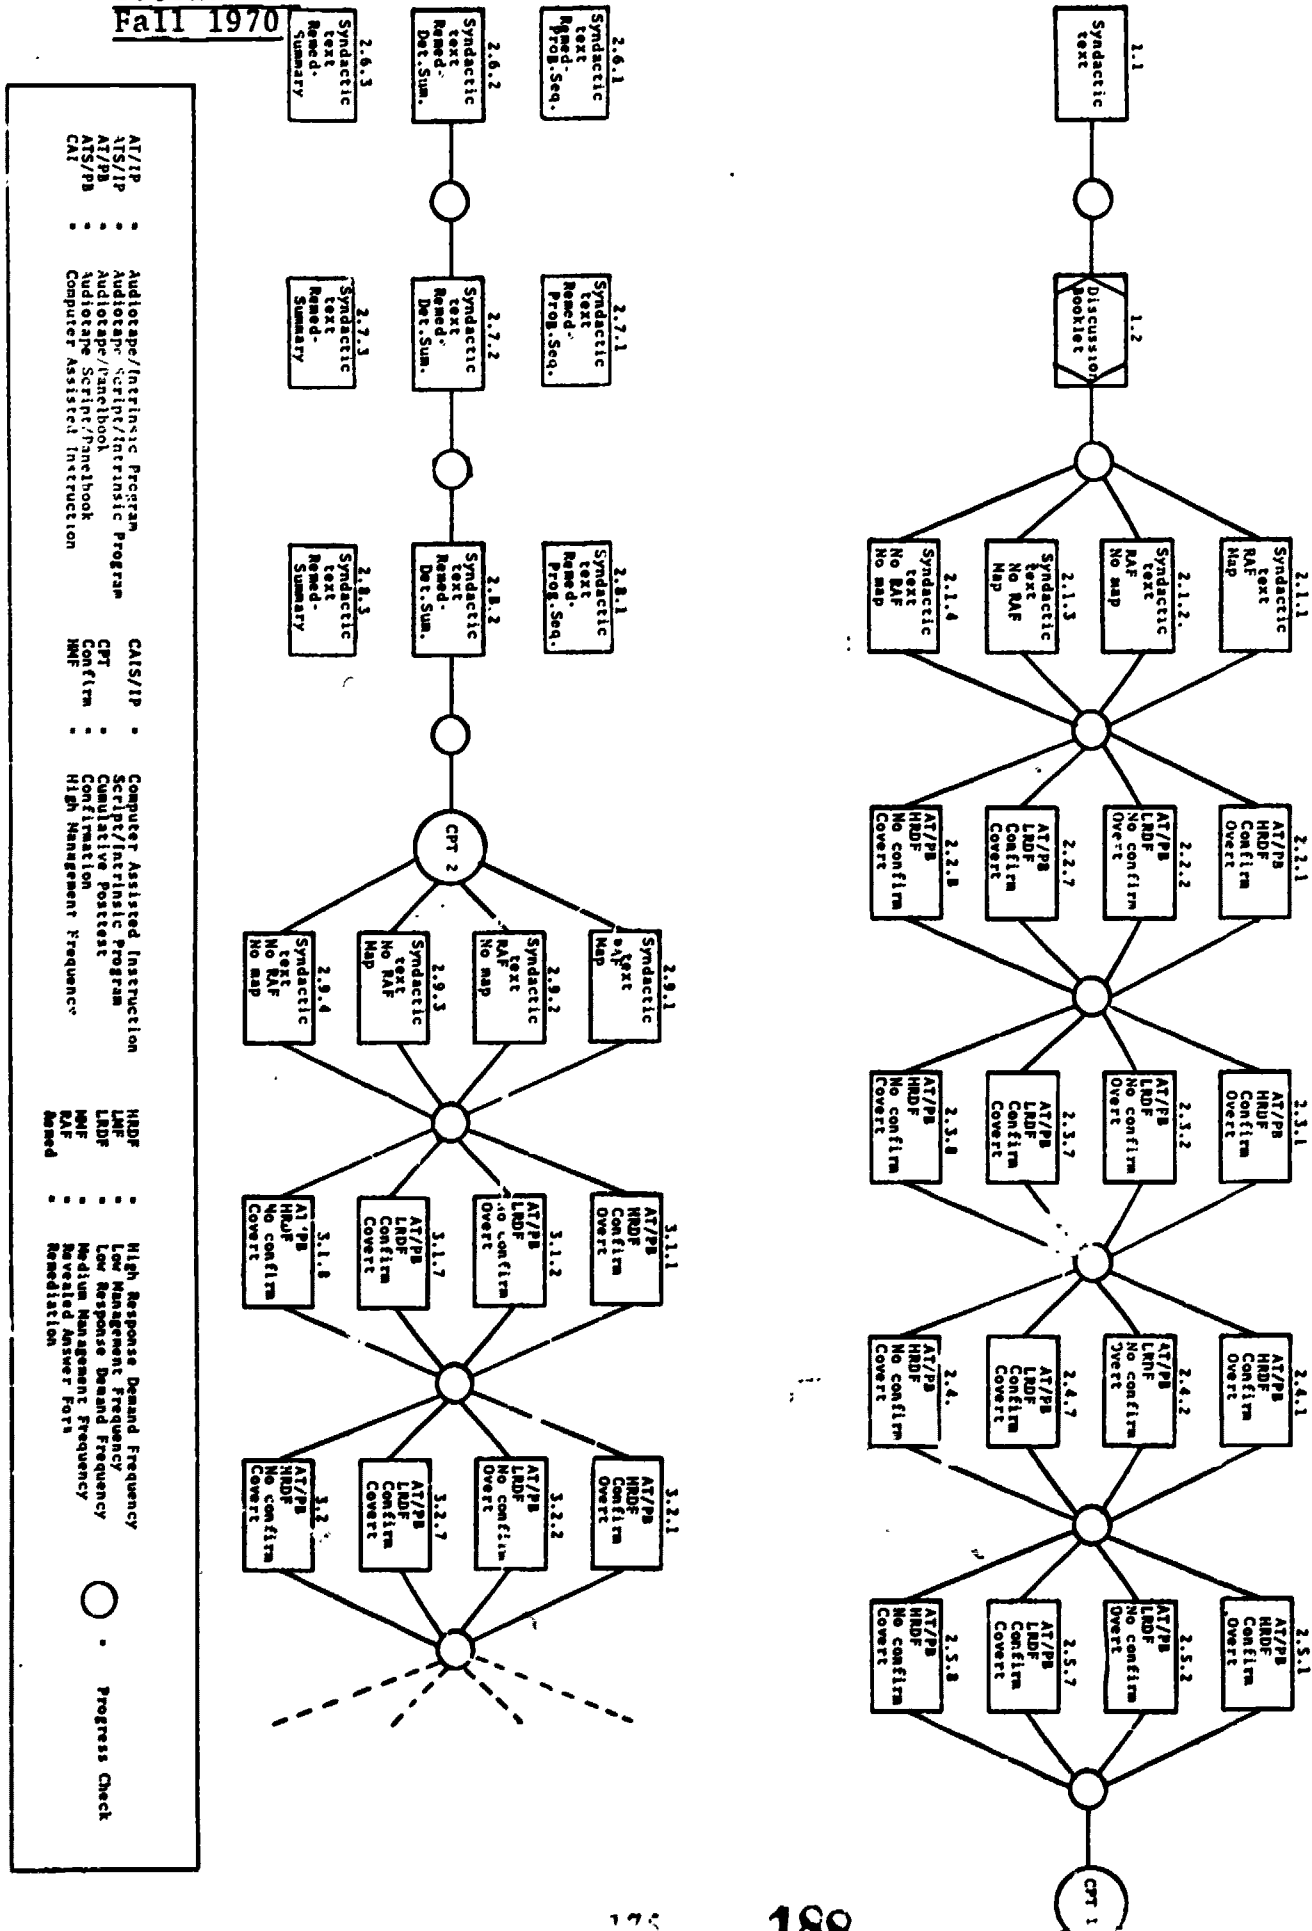 Fall 1970
1.1
Syndactic
text
1.2
Discussion
Booklet
2.1.1
Syndactic
text
RAF
Map
2.1.2.
Syndactic
text
RAF
No map
2.1.3
Syndactic
text
No RAF
Map
2.1.4
Syndactic
text
No RAF
No map
2.2.1
AT/PB
HRDF
Confirm
Overt
2.2.2
AT/PB
LRDF
No confirm
Overt
2.2.7
AT/PB
LRDF
Confirm
Covert
2.2.8
AT/PB
HRDF
No confirm
Covert
2.3.1
AT/PB
HRDF
Confirm
Overt
2.3.2
AT/PB
LRDF
No confirm
Overt
2.3.7
AT/PB
LRDF
Confirm
Covert
2.3.8
AT/PB
HRDF
No confirm
Covert
2.4.1
AT/PB
HRDF
Confirm
Overt
2.4.2
AT/PB
LRDF
No confirm
Overt
2.4.7
AT/PB
LRDF
Confirm
Covert
2.4.
AT/PB
HRDF
No confirm
Covert
2.5.1
AT/PB
HRDF
Confirm
Overt
2.5.2
AT/PB
LRDF
No confirm
Overt
2.5.7
AT/PB
LRDF
Confirm
Covert
2.5.8
AT/PB
HRDF
No confirm
Covert
CPT 1
2.6.1
Syndactic
text
Remed-
Prog.Seq.
2.6.2
Syndactic
text
Remed-
Det.Sum.
2.6.3
Syndactic
text
Remed-
Summary
2.7.1
Syndactic
text
Remed-
Prog.Seq.
2.7.2
Syndactic
text
Remed-
Det.Sum.
2.7.3
Syndactic
text
Remed-
Summary
2.8.1
Syndactic
text
Remed-
Prog.Seq.
2.8.2
Syndactic
text
Remed-
Det.Sum.
2.8.3
Syndactic
text
Remed-
Summary
CPT 2
2.9.1
Syndactic
text
RAF
Map
2.9.2
Syndactic
text
RAF
No map
2.9.3
Syndactic
text
No RAF
Map
2.9.4
Syndactic
text
No RAF
No map
3.1.1
AT/PB
HRDF
Confirm
Overt
3.1.2
AT/PB
LRDF
No confirm
Overt
3.1.7
AT/PB
LRDF
Confirm
Covert
3.1.8
AT/PB
HRDF
No confirm
Covert
3.2.1
AT/PB
HRDF
Confirm
Overt
3.2.2
AT/PB
LRDF
No confirm
Overt
3.2.7
AT/PB
LRDF
Confirm
Covert
3.2
AT/PB
HRDF
No confirm
Covert
AT/IP = Audiotape/Intrinsic Program
ATS/IP = Audiotape Script/Intrinsic Program
AT/PB = Audiotape/Panelbook
ATS/PB = Audiotape Script/Panelbook
CAI = Computer Assisted Instruction
CAIS/IP = Computer Assisted Instruction
Script/Intrinsic Program
CPT = Cumulative Posttest
Confirm = Confirmation
HMF = High Management Frequency
HRDF = High Response Demand Frequency
LMF = Low Management Frequency
LRDF = Low Response Demand Frequency
MMF = Medium Management Frequency
RAF = Revealed Answer Form
Remed = Remediation
= Progress Check
188